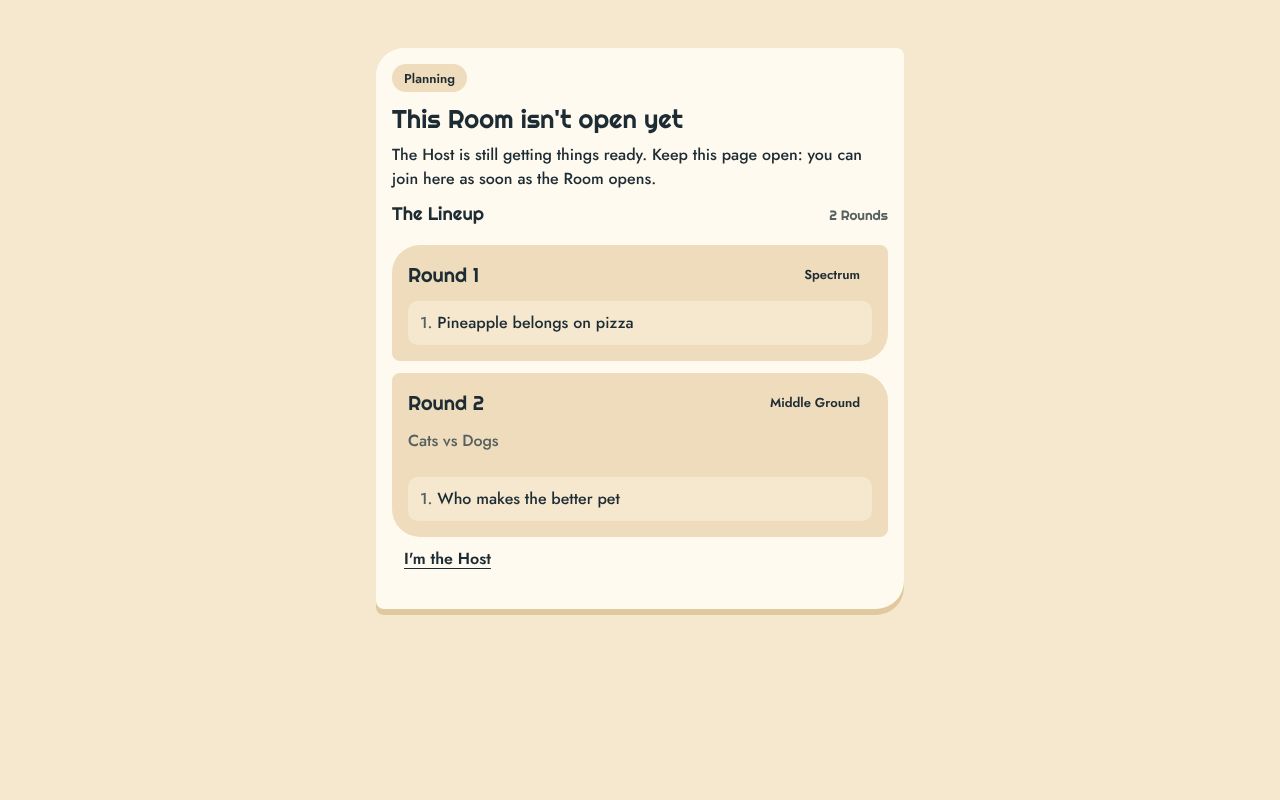 Planning
This Room isn't open yet
The Host is still getting things ready. Keep this page open: you can
join here as soon as the Room opens.
The Lineup
2 Rounds
Round 1
Spectrum
1. Pineapple belongs on pizza
Round 2
Middle Ground
Cats vs Dogs
1. Who makes the better pet
I'm the Host